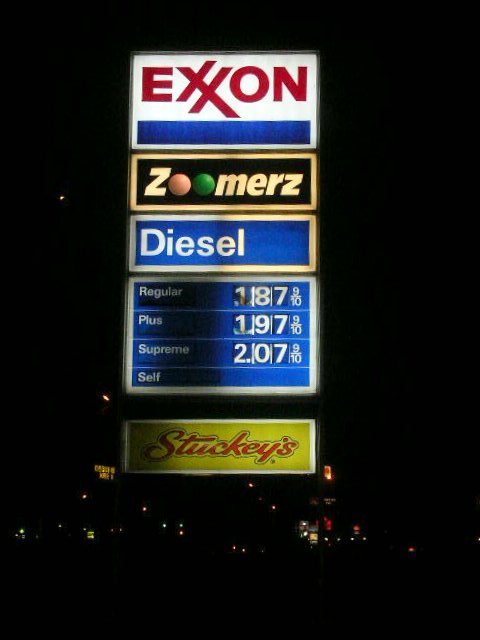 EXXON
Zoomerz
Diesel
Regular 1.87 9/10
Plus 1.97 9/10
Supreme 2.07 9/10
Self
Stuckey's